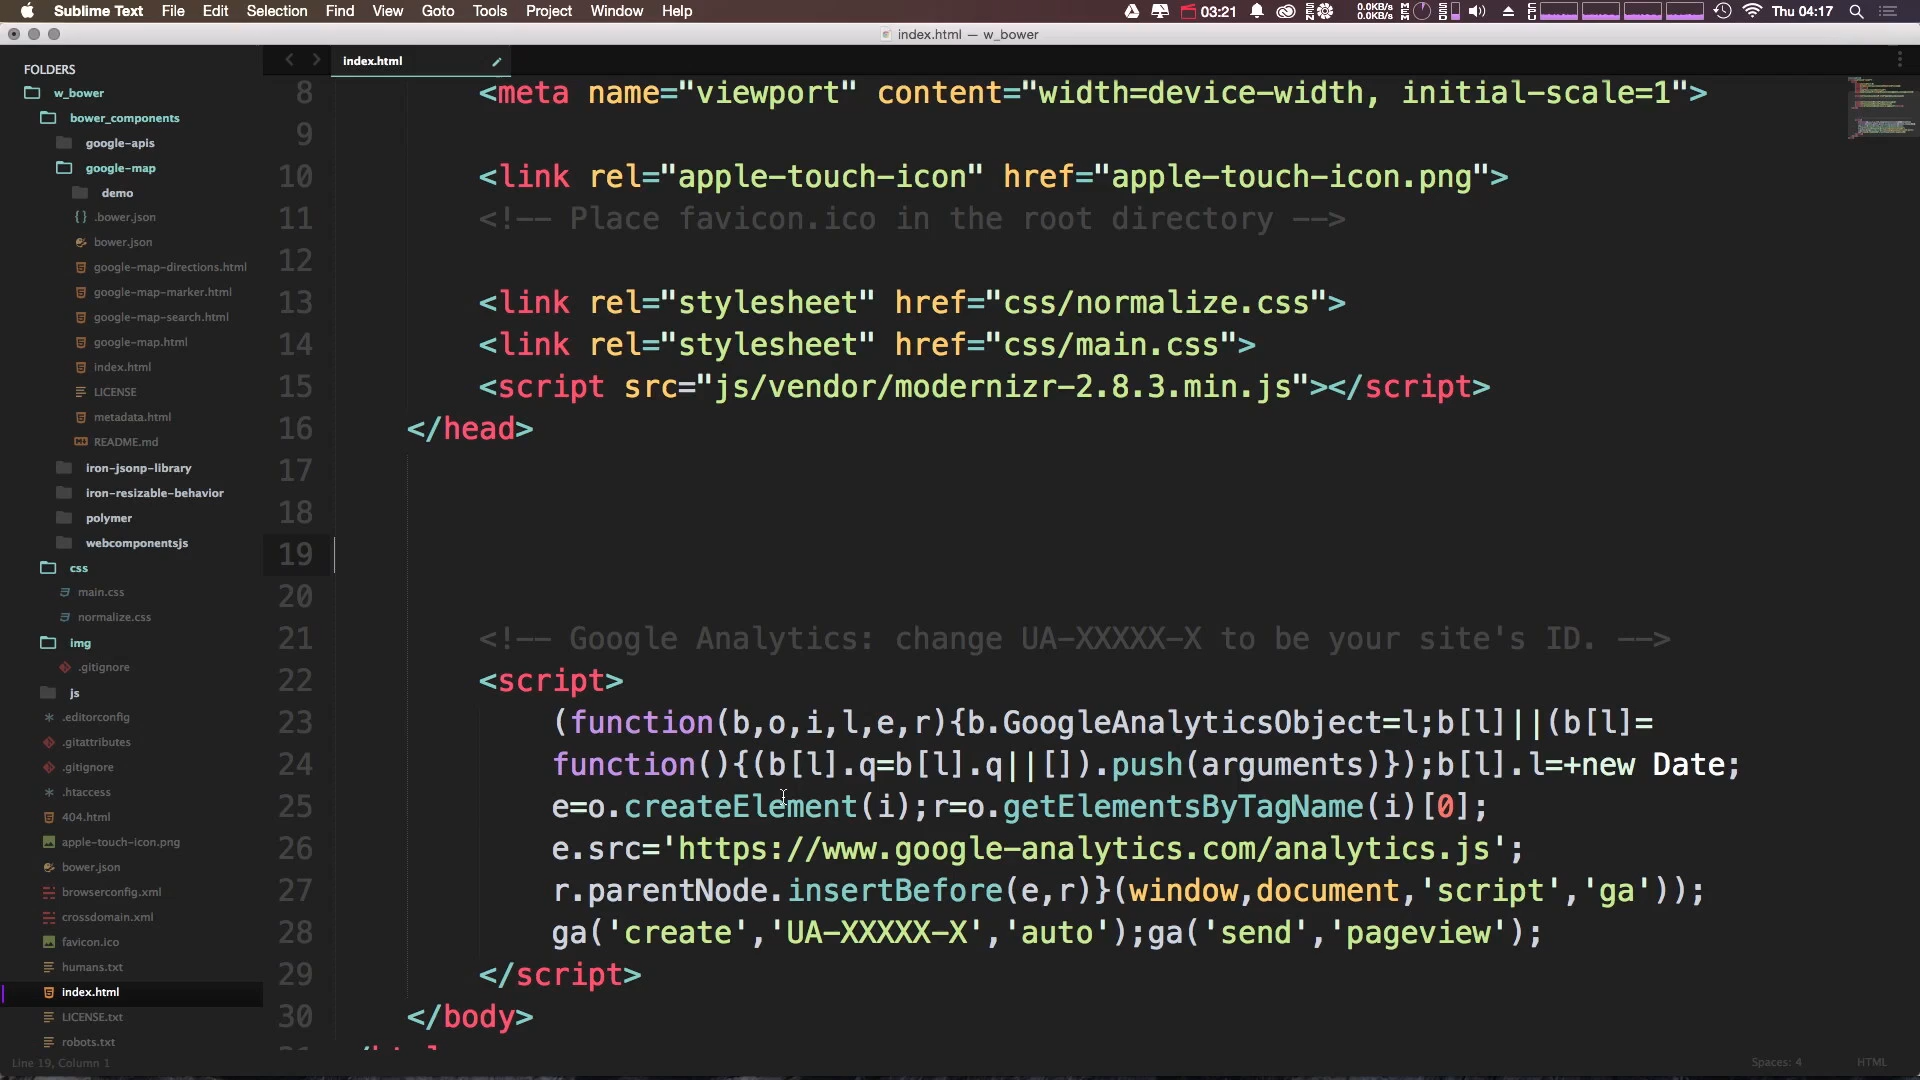 Sublime Text File Edit Selection Find View Goto Tools Project Window Help 0.0KB/s 0.0KB/s 03:21 Thu 04:17
index.html — w_bower
FOLDERS
w_bower
bower_components
google-apis
google-map
demo
.bower.json
bower.json
google-map-directions.html
google-map-marker.html
google-map-search.html
google-map.html
index.html
LICENSE
metadata.html
README.md
iron-jsonp-library
iron-resizable-behavior
polymer
webcomponentsjs
css
main.css
normalize.css
img
.gitignore
js
.editorconfig
.gitattributes
.gitignore
.htaccess
404.html
apple-touch-icon.png
bower.json
browserconfig.xml
crossdomain.xml
favicon.ico
humans.txt
index.html
LICENSE.txt
robots.txt
index.html
8 <meta name="viewport" content="width=device-width, initial-scale=1">
9
10 <link rel="apple-touch-icon" href="apple-touch-icon.png">
11 <!-- Place favicon.ico in the root directory -->
12
13 <link rel="stylesheet" href="css/normalize.css">
14 <link rel="stylesheet" href="css/main.css">
15 <script src="js/vendor/modernizr-2.8.3.min.js"></script>
16 </head>
17
18
19
20
21 <!-- Google Analytics: change UA-XXXXX-X to be your site's ID. -->
22 <script>
23 (function(b,o,i,l,e,r){b.GoogleAnalyticsObject=l;b[l]||(b[l]=
24 function(){(b[l].q=b[l].q||[]).push(arguments)});b[l].l=+new Date;
25 e=o.createElement(i);r=o.getElementsByTagName(i)[0];
26 e.src='https://www.google-analytics.com/analytics.js';
27 r.parentNode.insertBefore(e,r)}(window,document,'script','ga'));
28 ga('create','UA-XXXXX-X','auto');ga('send','pageview');
29 </script>
30 </body>
Line 19, Column 1
Spaces: 4 HTML